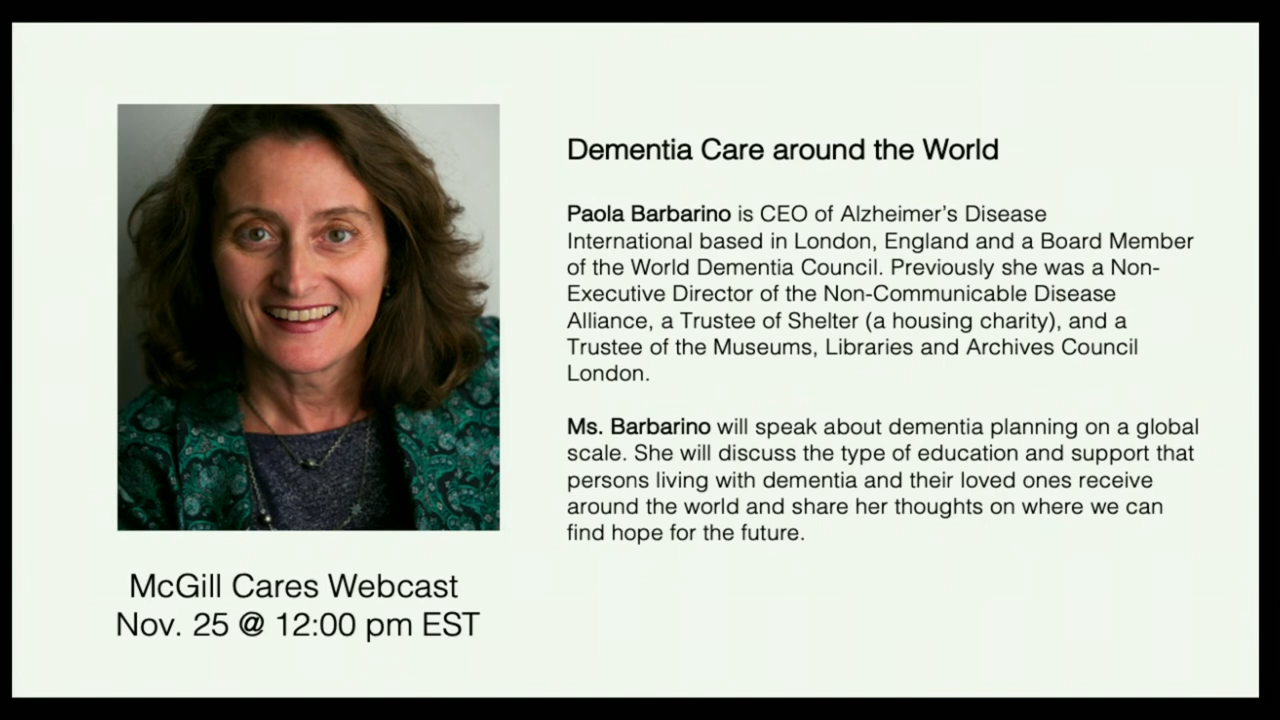 Dementia Care around the World
Paola Barbarino is CEO of Alzheimer’s Disease
International based in London, England and a Board Member
of the World Dementia Council. Previously she was a Non-
Executive Director of the Non-Communicable Disease
Alliance, a Trustee of Shelter (a housing charity), and a
Trustee of the Museums, Libraries and Archives Council
London.
Ms. Barbarino will speak about dementia planning on a global
scale. She will discuss the type of education and support that
persons living with dementia and their loved ones receive
around the world and share her thoughts on where we can
find hope for the future.
McGill Cares Webcast
Nov. 25 @ 12:00 pm EST